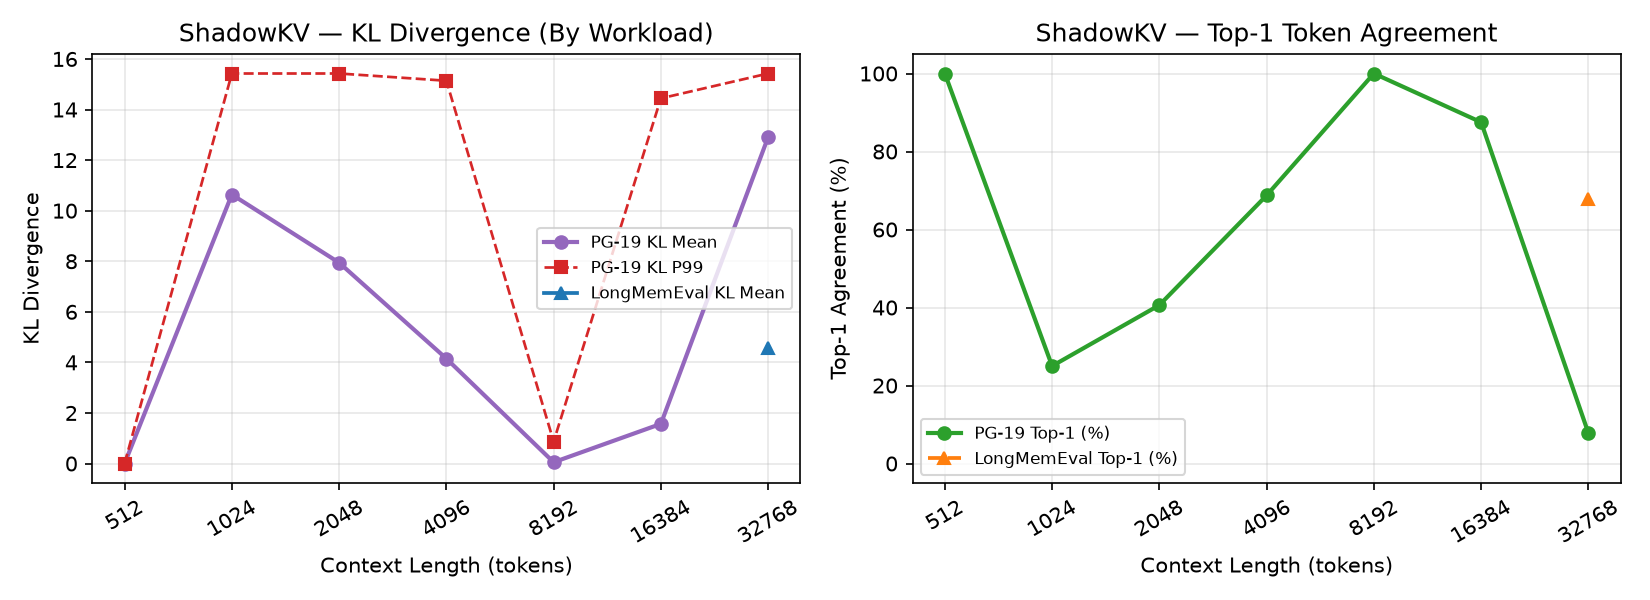 ShadowKV — KL Divergence (By Workload)
KL Divergence
16
14
12
10
8
6
4
2
0
PG-19 KL Mean
PG-19 KL P99
LongMemEval KL Mean
512
1024
2048
4096
8192
16384
32768
Context Length (tokens)
ShadowKV — Top-1 Token Agreement
Top-1 Agreement (%)
100
80
60
40
20
0
PG-19 Top-1 (%)
LongMemEval Top-1 (%)
512
1024
2048
4096
8192
16384
32768
Context Length (tokens)